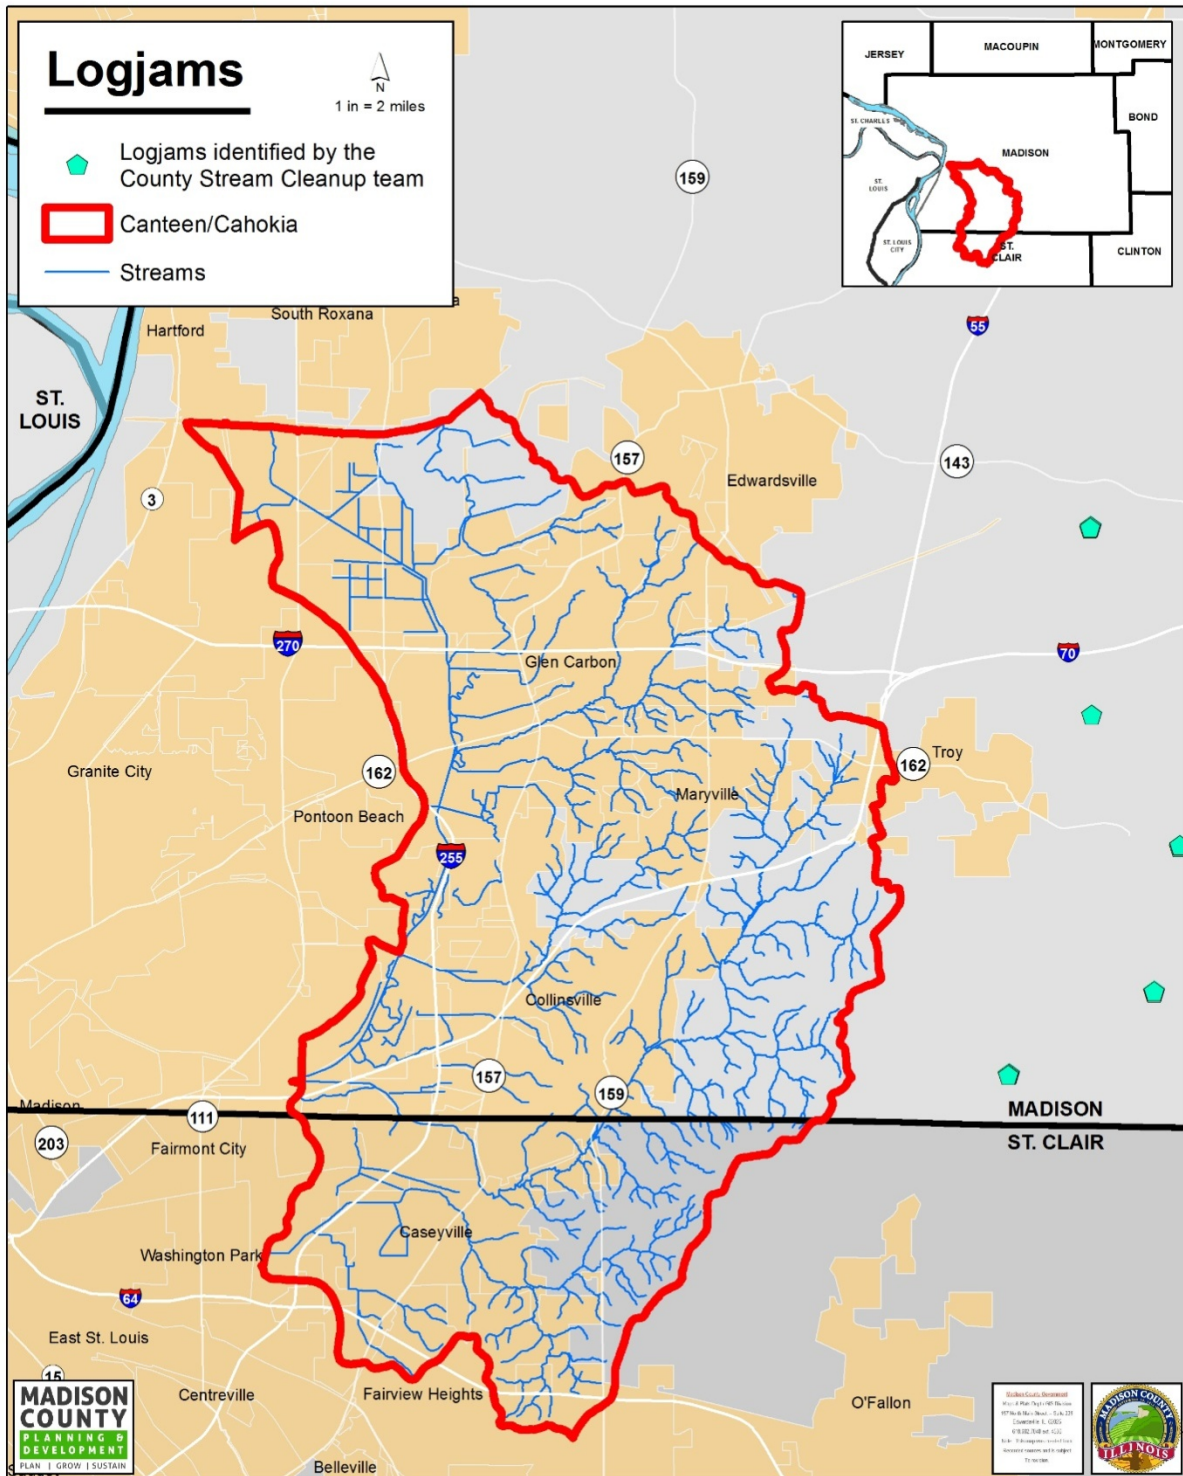 Logjams
N
1 in = 2 miles
Logjams identified by the
County Stream Cleanup team
Canteen/Cahokia
Streams
JERSEY
MACOUPIN
MONTGOMERY
ST. CHARLES
BOND
MADISON
ST.
LOUIS
ST. LOUIS
CITY
ST.
CLAIR
CLINTON
159
a
South Roxana
Hartford
55
ST.
LOUIS
157
143
Edwardsville
3
270
70
Glen Carbon
162
Troy
162
Granite City
Maryville
Pontoon Beach
255
Collinsville
157
159
Madison
111
MADISON
203
Fairmont City
ST. CLAIR
Caseyville
Washington Park
64
East St. Louis
15
Centreville
Fairview Heights
O'Fallon
Belleville
MADISON
COUNTY
PLANNING &
DEVELOPMENT
PLAN | GROW | SUSTAIN
Madison County Government
MADISON COUNTY
ILLINOIS